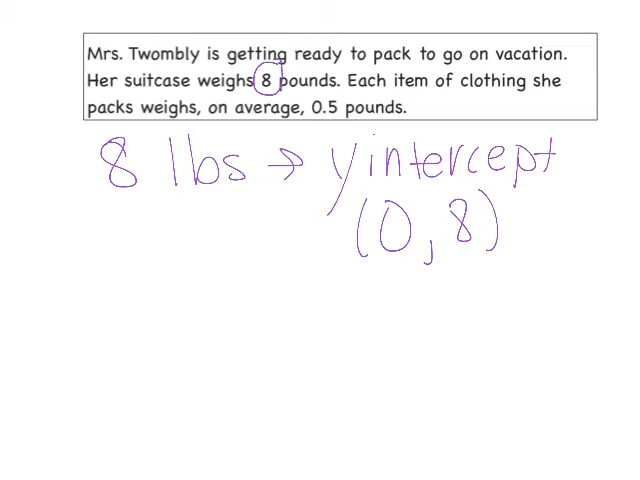 Mrs. Twombly is getting ready to pack to go on vacation.
Her suitcase weighs 8 pounds. Each item of clothing she
packs weighs, on average, 0.5 pounds.
8 lbs → y intercept
(0, 8)